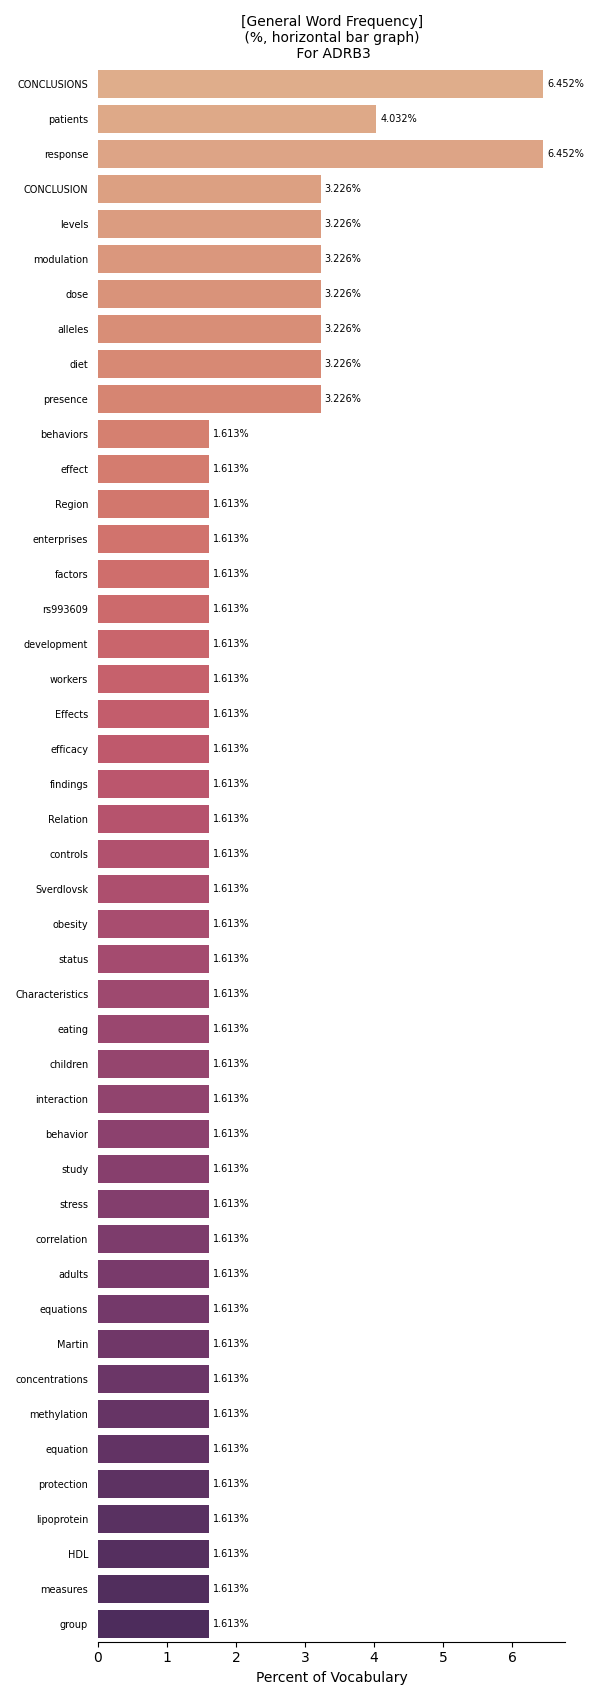 [General Word Frequency]
(%, horizontal bar graph)
For ADRB3
CONCLUSIONS 6.452%
patients 4.032%
response 6.452%
CONCLUSION 3.226%
levels 3.226%
modulation 3.226%
dose 3.226%
alleles 3.226%
diet 3.226%
presence 3.226%
behaviors 1.613%
effect 1.613%
Region 1.613%
enterprises 1.613%
factors 1.613%
rs993609 1.613%
development 1.613%
workers 1.613%
Effects 1.613%
efficacy 1.613%
findings 1.613%
Relation 1.613%
controls 1.613%
Sverdlovsk 1.613%
obesity 1.613%
status 1.613%
Characteristics 1.613%
eating 1.613%
children 1.613%
interaction 1.613%
behavior 1.613%
study 1.613%
stress 1.613%
correlation 1.613%
adults 1.613%
equations 1.613%
Martin 1.613%
concentrations 1.613%
methylation 1.613%
equation 1.613%
protection 1.613%
lipoprotein 1.613%
HDL 1.613%
measures 1.613%
group 1.613%
0 1 2 3 4 5 6
Percent of Vocabulary